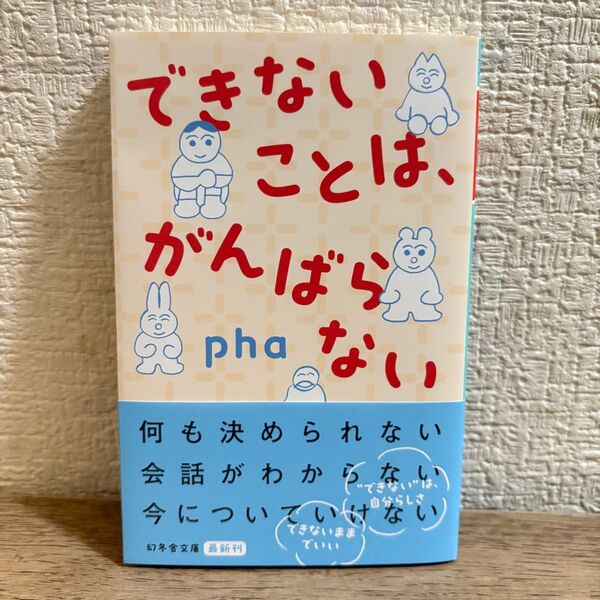 できない
ことは、
がんばら
ない
pha
何も決められない
会話がわからない
今についていけない
“できない”は、
自分らしさ
できないまま
でいい
幻冬舎文庫 最新刊